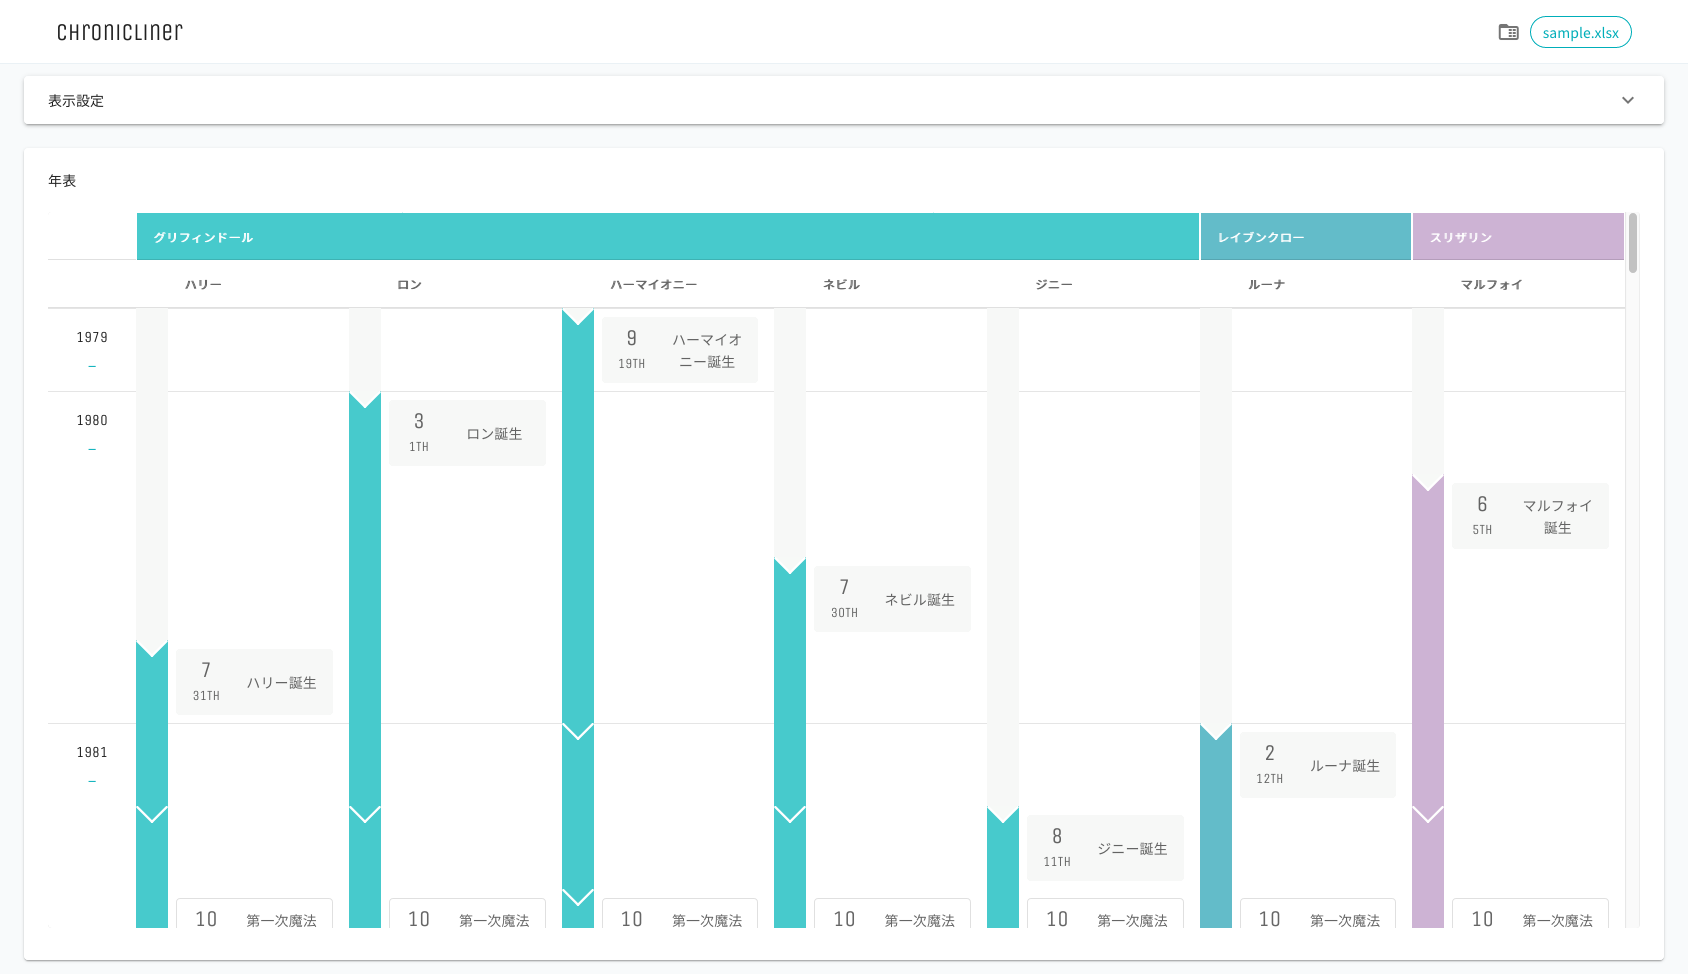 CHRONICLINER
sample.xlsx
表示設定
年表
グリフィンドール
レイブンクロー
スリザリン
ハリー
ロン
ハーマイオニー
ネビル
ジニー
ルーナ
マルフォイ
1979
–
9
19TH
ハーマイオ
ニー誕生
1980
–
3
1TH
ロン誕生
6
5TH
マルフォイ
誕生
7
30TH
ネビル誕生
7
31TH
ハリー誕生
1981
–
2
12TH
ルーナ誕生
8
11TH
ジニー誕生
10 第一次魔法
10 第一次魔法
10 第一次魔法
10 第一次魔法
10 第一次魔法
10 第一次魔法
10 第一次魔法